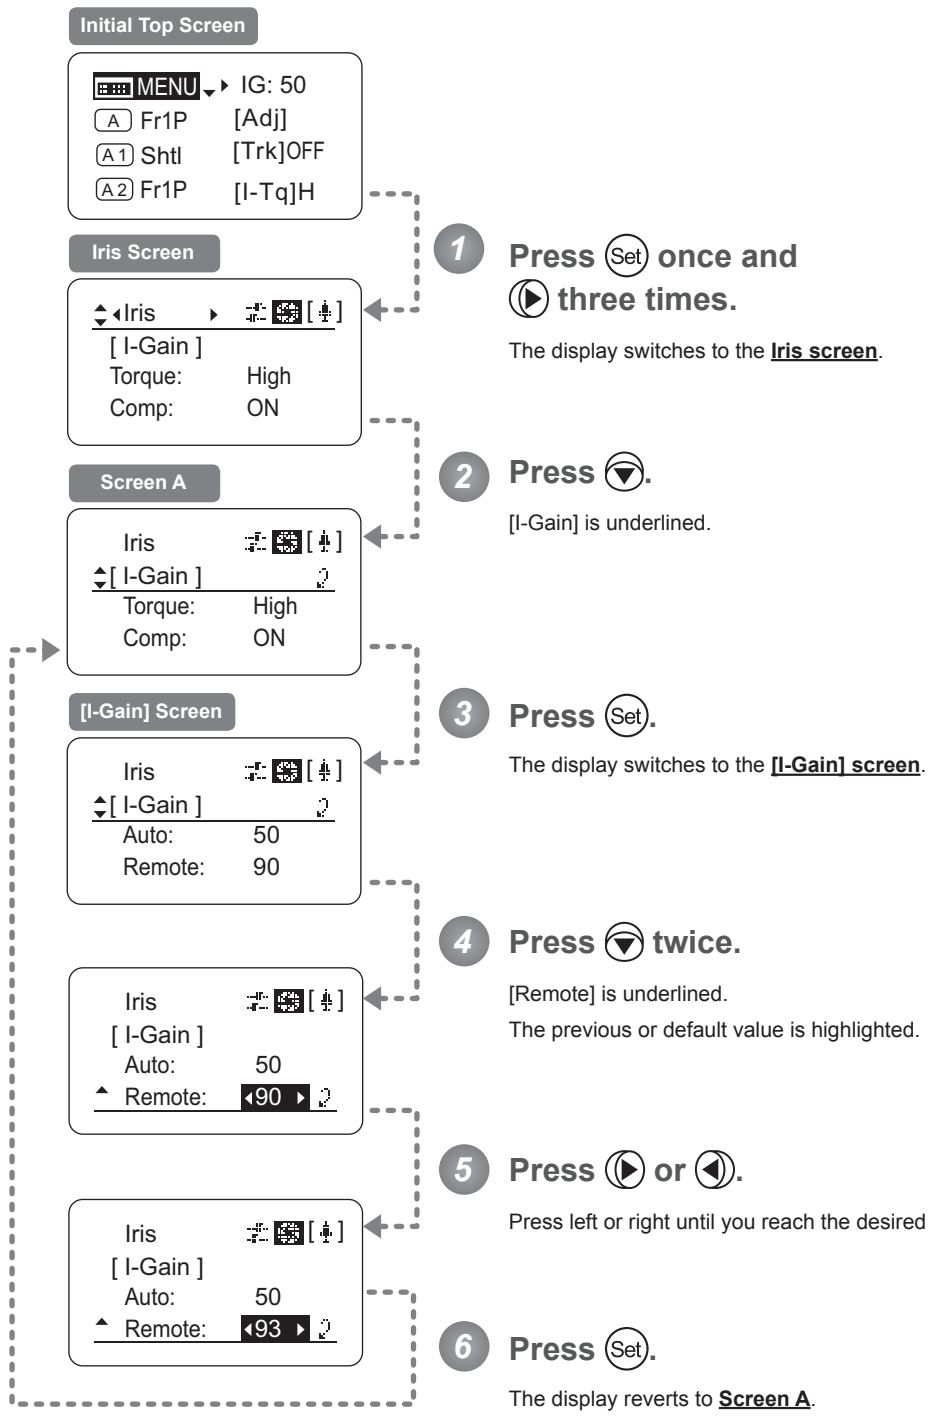 Initial Top Screen
MENU IG: 50
A Fr1P [Adj]
A1 Shtl [Trk]OFF
A2 Fr1P [I-Tq]H
1 Press Set once and
three times.
The display switches to the Iris screen.
Iris Screen
Iris [ ]
[ I-Gain ]
Torque: High
Comp: ON
2 Press .
[I-Gain] is underlined.
Screen A
Iris [ ]
[ I-Gain ]
Torque: High
Comp: ON
3 Press Set.
The display switches to the [I-Gain] screen.
[I-Gain] Screen
Iris [ ]
[ I-Gain ]
Auto: 50
Remote: 90
4 Press twice.
[Remote] is underlined.
The previous or default value is highlighted.
Iris [ ]
[ I-Gain ]
Auto: 50
Remote: 90
5 Press or .
Press left or right until you reach the desired
Iris [ ]
[ I-Gain ]
Auto: 50
Remote: 93
6 Press Set.
The display reverts to Screen A.